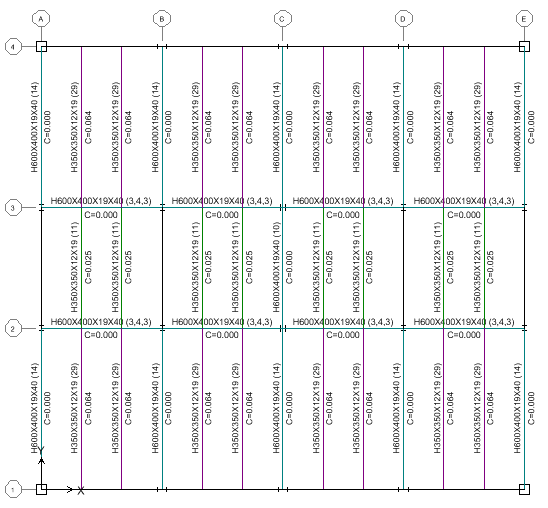 A
B
C
D
E
4
H600X400X19X40 (14)
C=0.000
H350X350X12X19 (29)
C=0.064
H350X350X12X19 (29)
C=0.064
H600X400X19X40 (14)
C=0.000
H350X350X12X19 (29)
C=0.064
H350X350X12X19 (29)
C=0.064
H600X400X19X40 (14)
C=0.000
H350X350X12X19 (29)
C=0.064
H350X350X12X19 (29)
C=0.064
H600X400X19X40 (14)
C=0.000
H350X350X12X19 (29)
C=0.064
H350X350X12X19 (29)
C=0.064
H600X400X19X40 (14)
C=0.000
3
H600X400X19X40 (3,4,3)
C=0.000
H600X400X19X40 (3,4,3)
C=0.000
H600X400X19X40 (3,4,3)
C=0.000
H600X400X19X40 (3,4,3)
C=0.000
H350X350X12X19 (11)
C=0.025
H350X350X12X19 (11)
C=0.025
H350X350X12X19 (11)
C=0.025
H350X350X12X19 (11)
C=0.025
H600X400X19X40 (10)
C=0.000
H350X350X12X19 (11)
C=0.025
H350X350X12X19 (11)
C=0.025
H350X350X12X19 (11)
C=0.025
H350X350X12X19 (11)
C=0.025
2
H600X400X19X40 (3,4,3)
C=0.000
H600X400X19X40 (3,4,3)
C=0.000
H600X400X19X40 (3,4,3)
C=0.000
H600X400X19X40 (3,4,3)
C=0.000
H600X400X19X40 (14)
C=0.000
H350X350X12X19 (29)
C=0.064
H350X350X12X19 (29)
C=0.064
H600X400X19X40 (14)
C=0.000
H350X350X12X19 (29)
C=0.064
H350X350X12X19 (29)
C=0.064
H600X400X19X40 (14)
C=0.000
H350X350X12X19 (29)
C=0.064
H350X350X12X19 (29)
C=0.064
H600X400X19X40 (14)
C=0.000
H350X350X12X19 (29)
C=0.064
H350X350X12X19 (29)
C=0.064
H600X400X19X40 (14)
C=0.000
Y
1
X